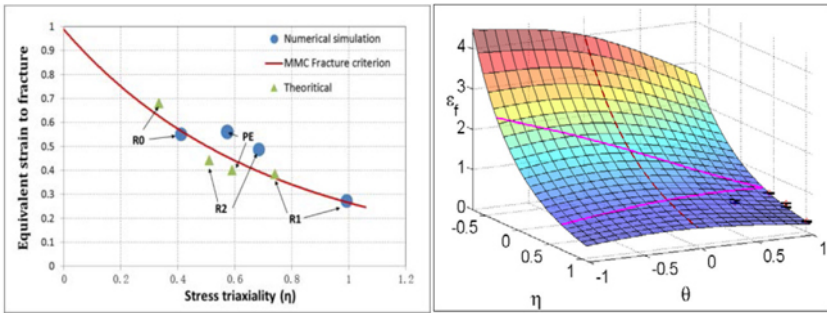 Equivalent strain to fracture
1
0.9
0.8
0.7
0.6
0.5
0.4
0.3
0.2
0.1
0
0
0.2
0.4
0.6
0.8
1
1.2
Stress triaxiality (η)
Numerical simulation
MMC Fracture criterion
Theoritical
R0
PE
R2
R1
4
3
2
1
0
εf
-0.5
0
0.5
1
η
-1
-0.5
0
0.5
1
θ